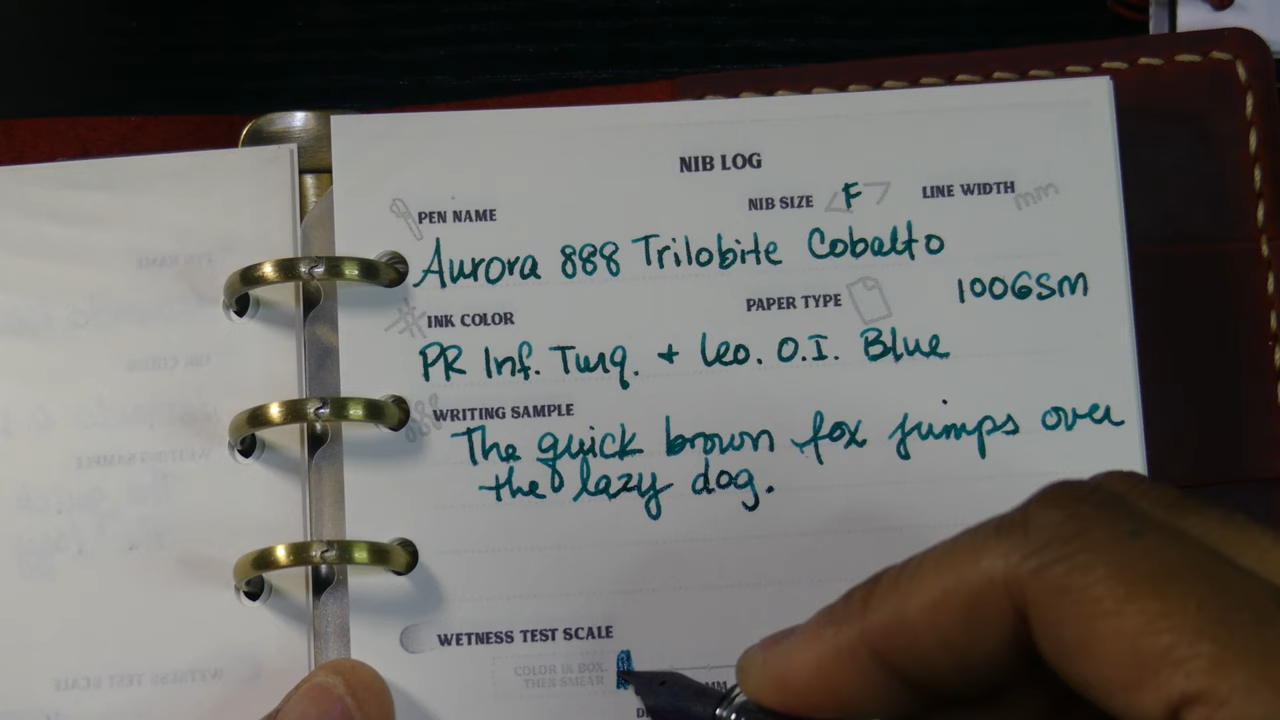 NIB LOG
PEN NAME
NIB SIZE F
LINE WIDTH mm
Aurora 888 Trilobite Cobalto
INK COLOR
PAPER TYPE 100GSM
PR Inf. Turq. + Leo. O.I. Blue
WRITING SAMPLE
The quick brown fox jumps over
the lazy dog.
WETNESS TEST SCALE
COLOR IN BOX.
THEN SMEAR
MM